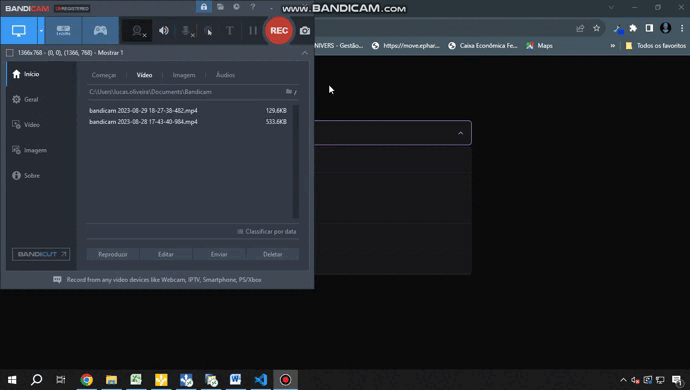 BANDICAM UNREGISTERED
www.BANDICAM.com
REC
1366x768 - (0, 0), (1366, 768) - Mostrar 1
NIVERS - Gestão...
https://move.ephar...
Caixa Econômica Fe...
Maps
»
Todos os favoritos
Início
Começar
Vídeo
Imagem
Áudios
C:\Users\lucas.oliveira\Documents\Bandicam
Geral
bandicam 2023-08-29 18-27-38-482.mp4
129,6KB
bandicam 2023-08-28 17-43-40-984.mp4
533,6KB
Vídeo
Imagem
Sobre
Classificar por data
BANDICUT
Reproduzir
Editar
Enviar
Deletar
Record from any video devices like Webcam, IPTV, Smartphone, PS/Xbox